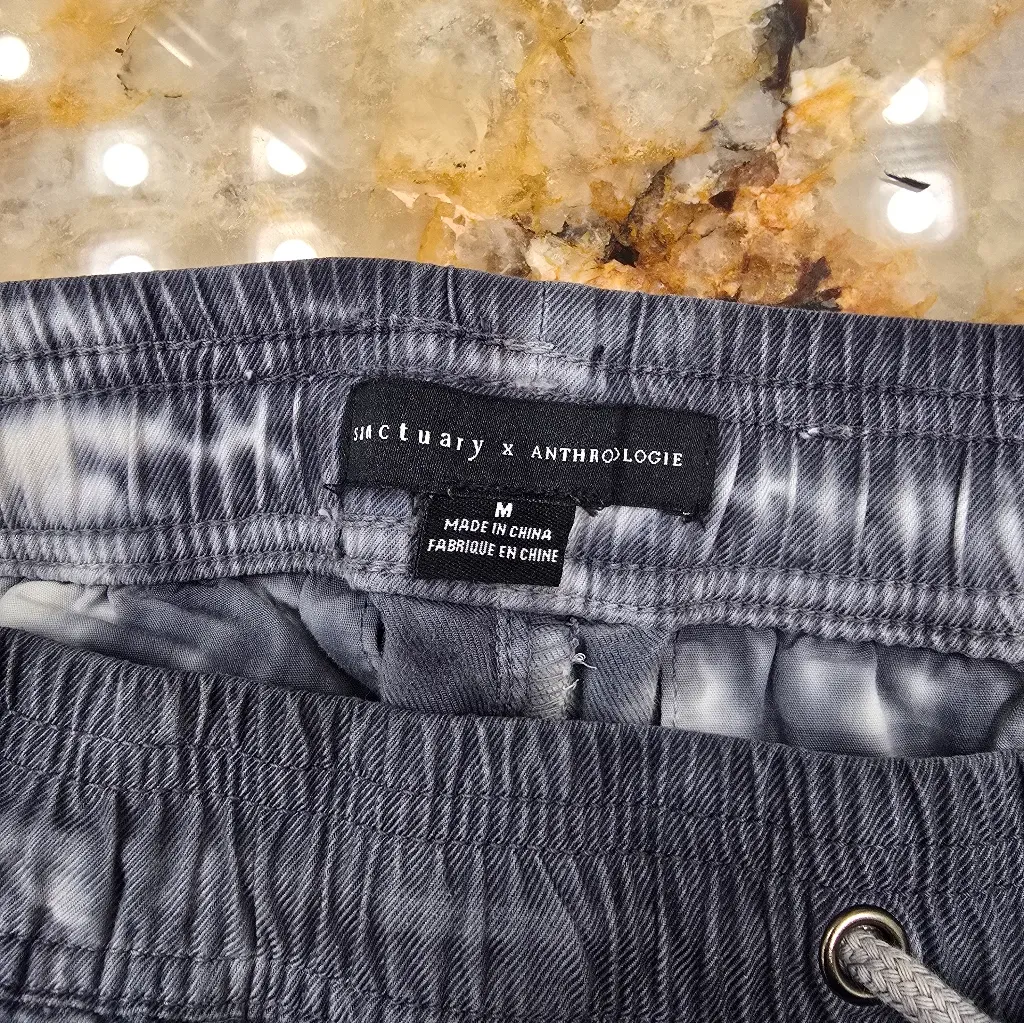 sanctuary x ANTHROPOLOGIE
M
MADE IN CHINA
FABRIQUE EN CHINE